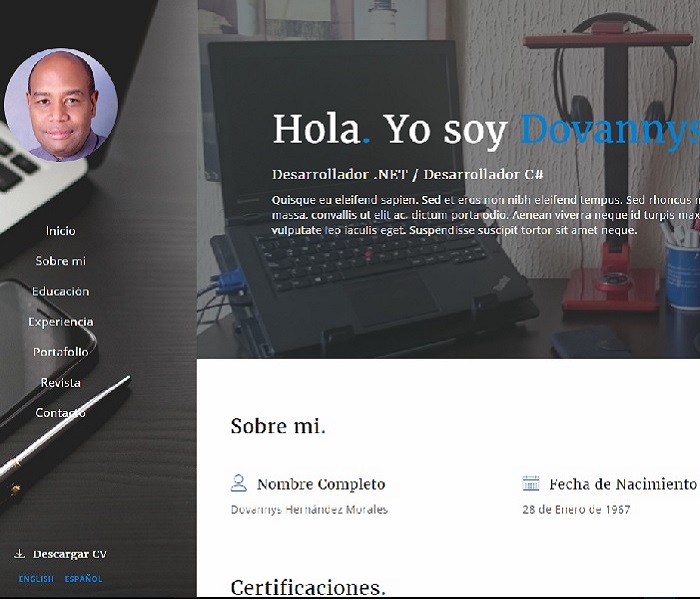 Inicio
Sobre mi
Educación
Experiencia
Portafolio
Revista
Contacto
Descargar CV
ENGLISH ESPAÑOL
Hola. Yo soy Dovannys
Desarrollador .NET / Desarrollador C#
Quisque eu eleifend sapien. Sed et eros non nibh eleifend tempus. Sed rhoncus
massa, convallis ut elit ac, dictum porta odio. Aenean viverra neque id turpis
vulputate leo iaculis eget. Suspendisse suscipit tortor sit amet neque.
Sobre mi.
Nombre Completo
Dovannys Hernández Morales
Fecha de Nacimiento
28 de Enero de 1967
Certificaciones.